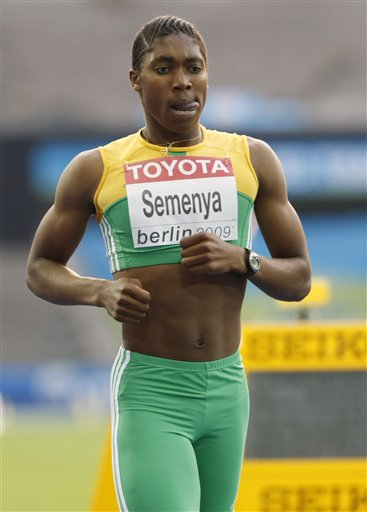 TOYOTA
Semenya
berlin 2009
SEIKO
SEIKO